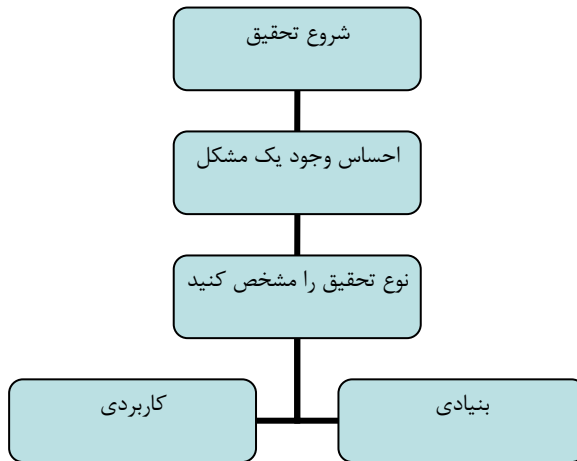 شروع تحقیق
احساس وجود یک مشکل
نوع تحقیق را مشخص کنید
بنیادی
کاربردی